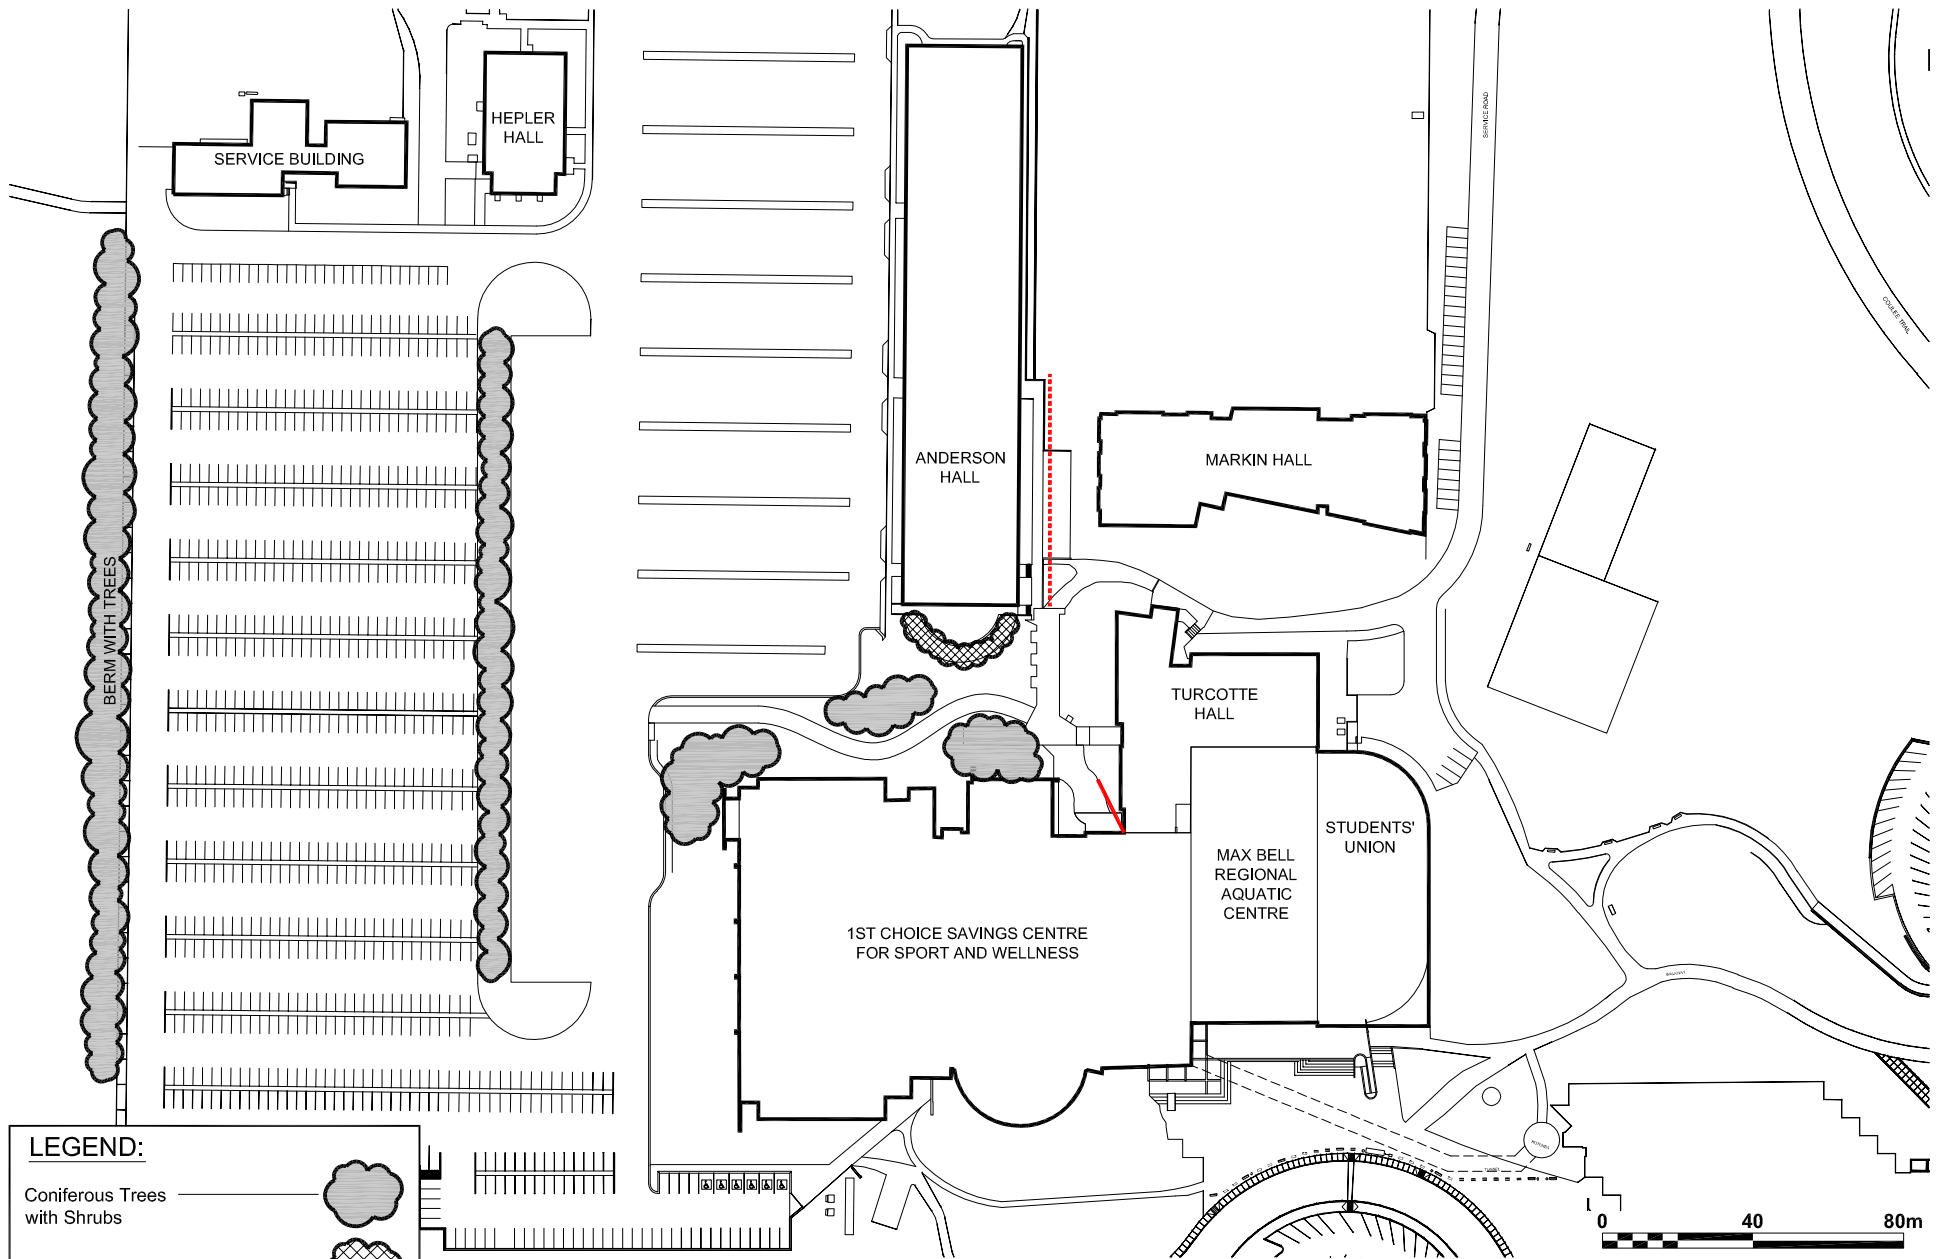 HEPLER
HALL
SERVICE BUILDING
SERVICE ROAD
COULEE TRAIL
ANDERSON
HALL
MARKIN HALL
BERM WITH TREES
TURCOTTE
HALL
STUDENTS'
UNION
MAX BELL
REGIONAL
AQUATIC
CENTRE
1ST CHOICE SAVINGS CENTRE
FOR SPORT AND WELLNESS
LEGEND:
Coniferous Trees
with Shrubs
TUNNEL
0 40 80m